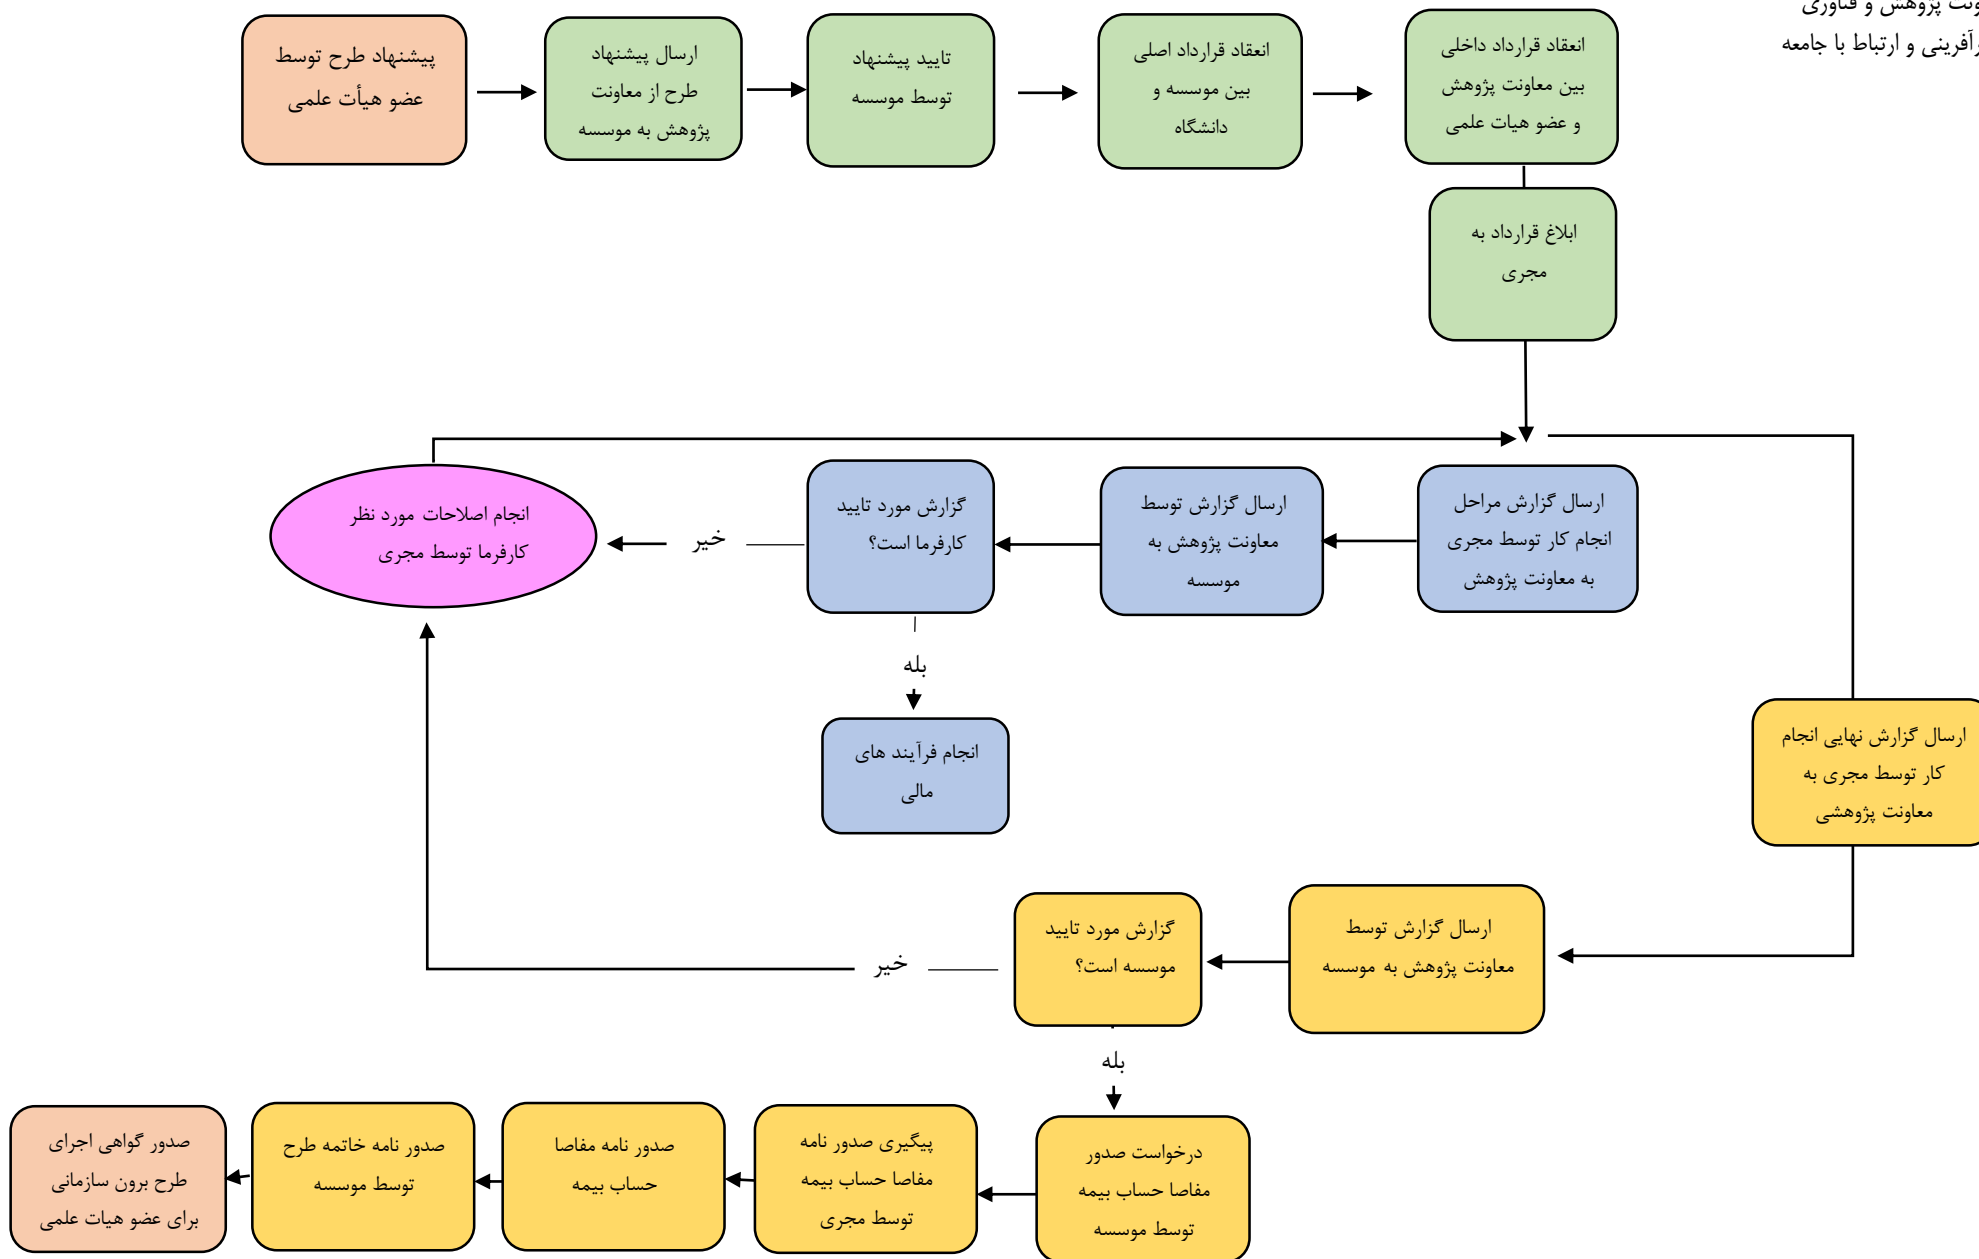 پژوهش و فناوری
و ارتباط با جامعه
پیشنهاد طرح توسط
عضو هیأت علمی
ارسال پیشنهاد
طرح از معاونت
پژوهش به موسسه
تایید پیشنهاد
توسط موسسه
انعقاد قرارداد اصلی
بین موسسه و
دانشگاه
انعقاد قرارداد داخلی
بین معاونت پژوهش
و عضو هیات علمی
ابلاغ قرارداد به
مجری
ارسال گزارش مراحل
انجام کار توسط مجری
به معاونت پژوهش
ارسال گزارش توسط
معاونت پژوهش به
موسسه
گزارش مورد تایید
کارفرما است؟
خیر
انجام اصلاحات مورد نظر
کارفرما توسط مجری
بله
انجام فرآیند های
مالی
ارسال گزارش نهایی انجام
کار توسط مجری به
معاونت پژوهشی
ارسال گزارش توسط
معاونت پژوهش به موسسه
گزارش مورد تایید
موسسه است؟
خیر
بله
درخواست صدور
مفاصا حساب بیمه
توسط موسسه
پیگیری صدور نامه
مفاصا حساب بیمه
توسط مجری
صدور نامه مفاصا
حساب بیمه
صدور نامه خاتمه طرح
توسط موسسه
صدور گواهی اجرای
طرح برون سازمانی
برای عضو هیات علمی